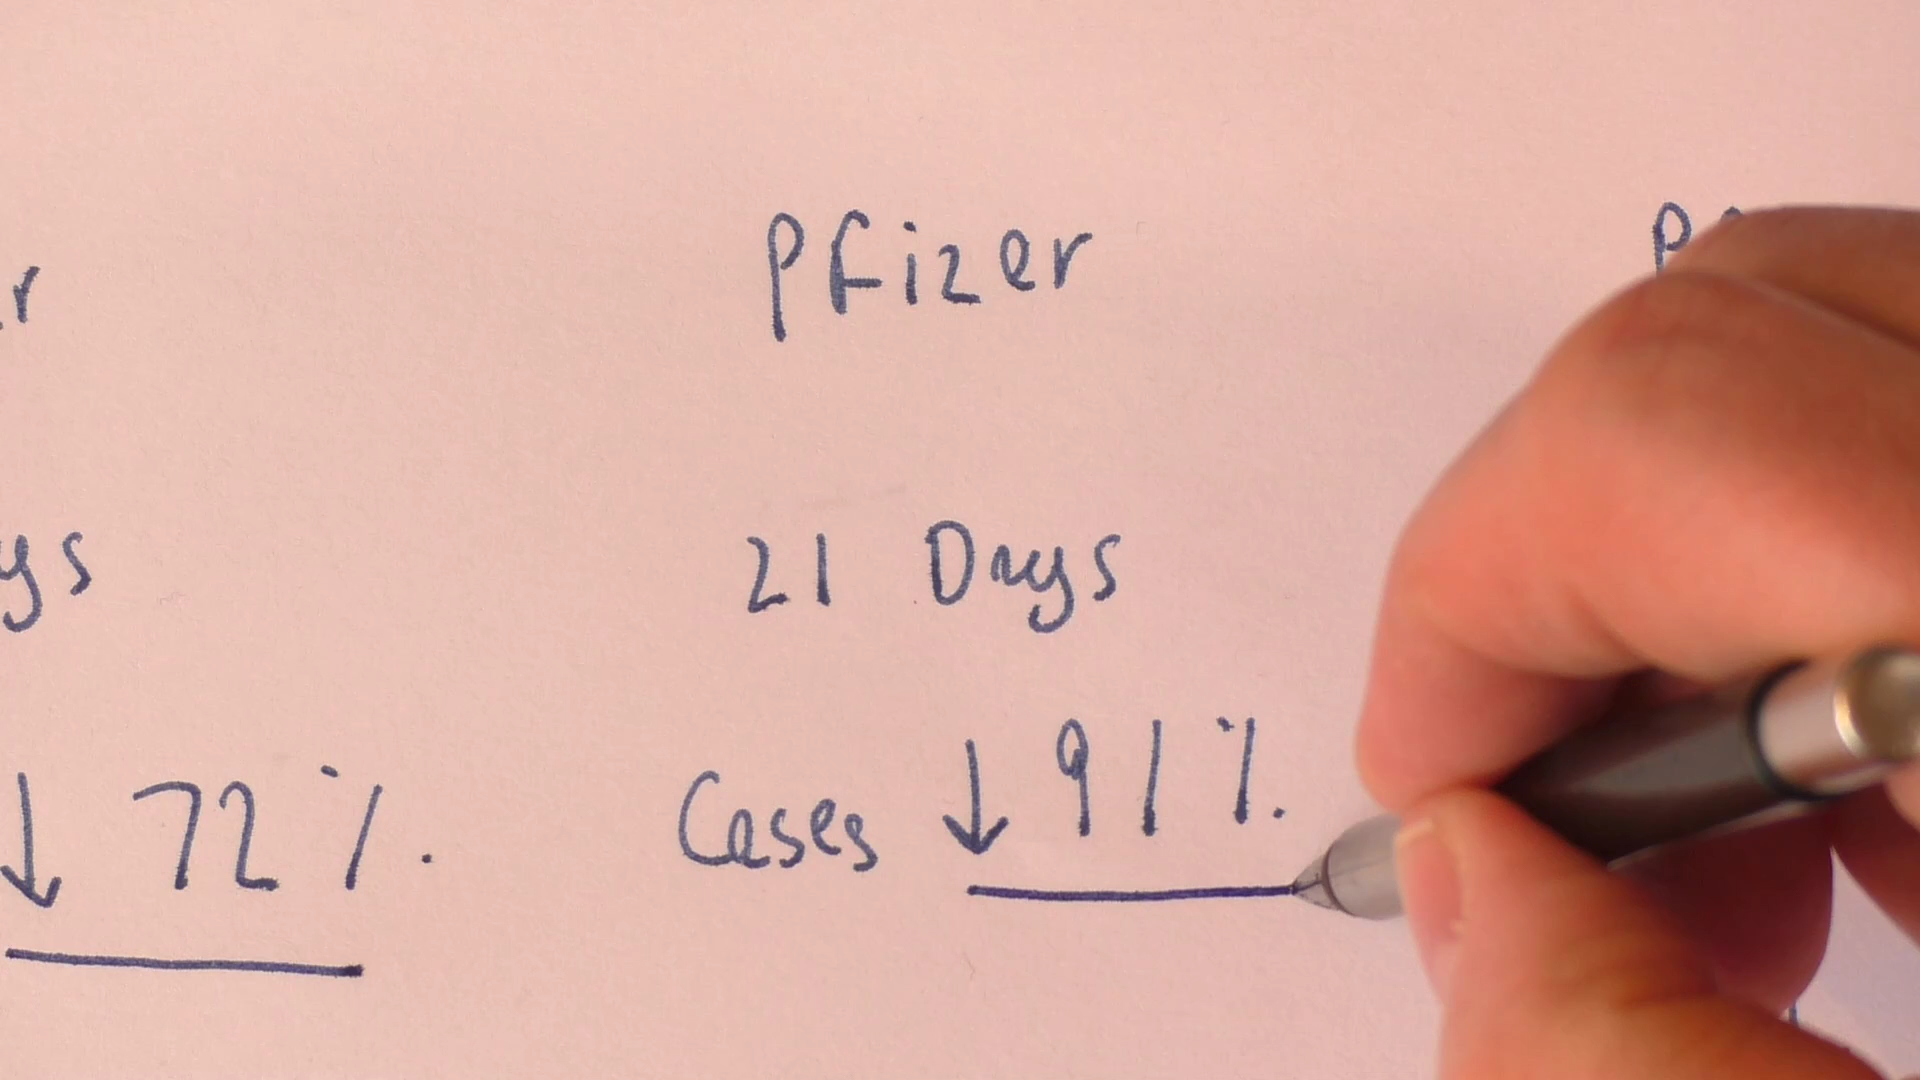 Pfizer
21 Days
Cases ↓ 91%.
↓ 72%.